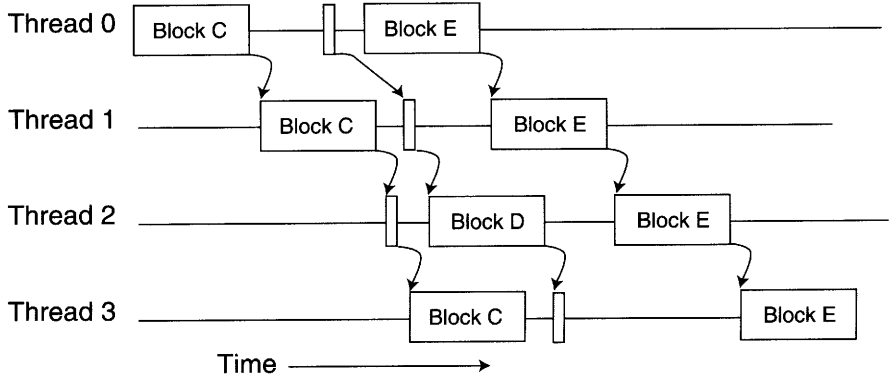 Thread 0 Block C Block E
Thread 1 Block C Block E
Thread 2 Block D Block E
Thread 3 Block C Block E
Time